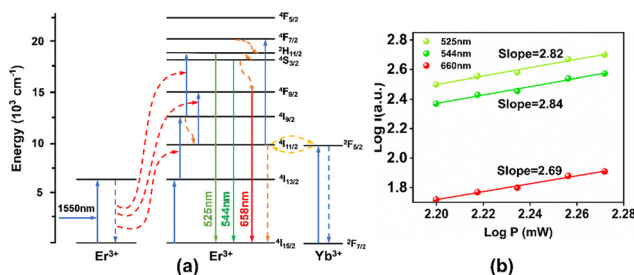 Energy (10³ cm⁻¹)
20
15
10
5
⁴F₅/₂
⁴F₇/₂
²H₁₁/₂
⁴S₃/₂
⁴F₉/₂
⁴I₉/₂
⁴I₁₁/₂
⁴I₁₃/₂
⁴I₁₅/₂
²F₅/₂
²F₇/₂
1550nm
525nm
544nm
658nm
Er³⁺
Er³⁺
Yb³⁺
(a)
525nm
544nm
660nm
Slope=2.82
Slope=2.84
Slope=2.69
Log I(a.u.)
2.8
2.6
2.4
2.2
2.0
1.8
2.20
2.22
2.24
2.26
2.28
Log P (mW)
(b)